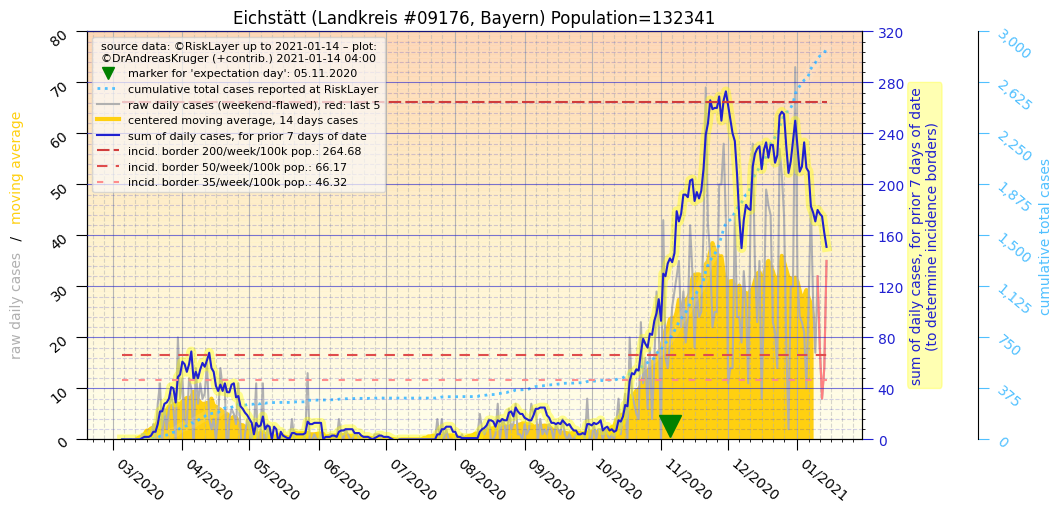 Eichstätt (Landkreis #09176, Bayern) Population=132341
source data: ©RiskLayer up to 2021-01-14 – plot:
©DrAndreasKruger (+contrib.) 2021-01-14 04:00
marker for 'expectation day': 05.11.2020
cumulative total cases reported at RiskLayer
raw daily cases (weekend-flawed), red: last 5
centered moving average, 14 days cases
sum of daily cases, for prior 7 days of date
incid. border 200/week/100k pop.: 264.68
incid. border 50/week/100k pop.: 66.17
incid. border 35/week/100k pop.: 46.32
raw daily cases / moving average
80
70
60
50
40
30
20
10
0
03/2020
04/2020
05/2020
06/2020
07/2020
08/2020
09/2020
10/2020
11/2020
12/2020
01/2021
320
280
240
200
160
120
80
40
0
sum of daily cases, for prior 7 days of date
(to determine incidence borders)
3,000
2,625
2,250
1,875
1,500
1,125
750
375
0
cumulative total cases